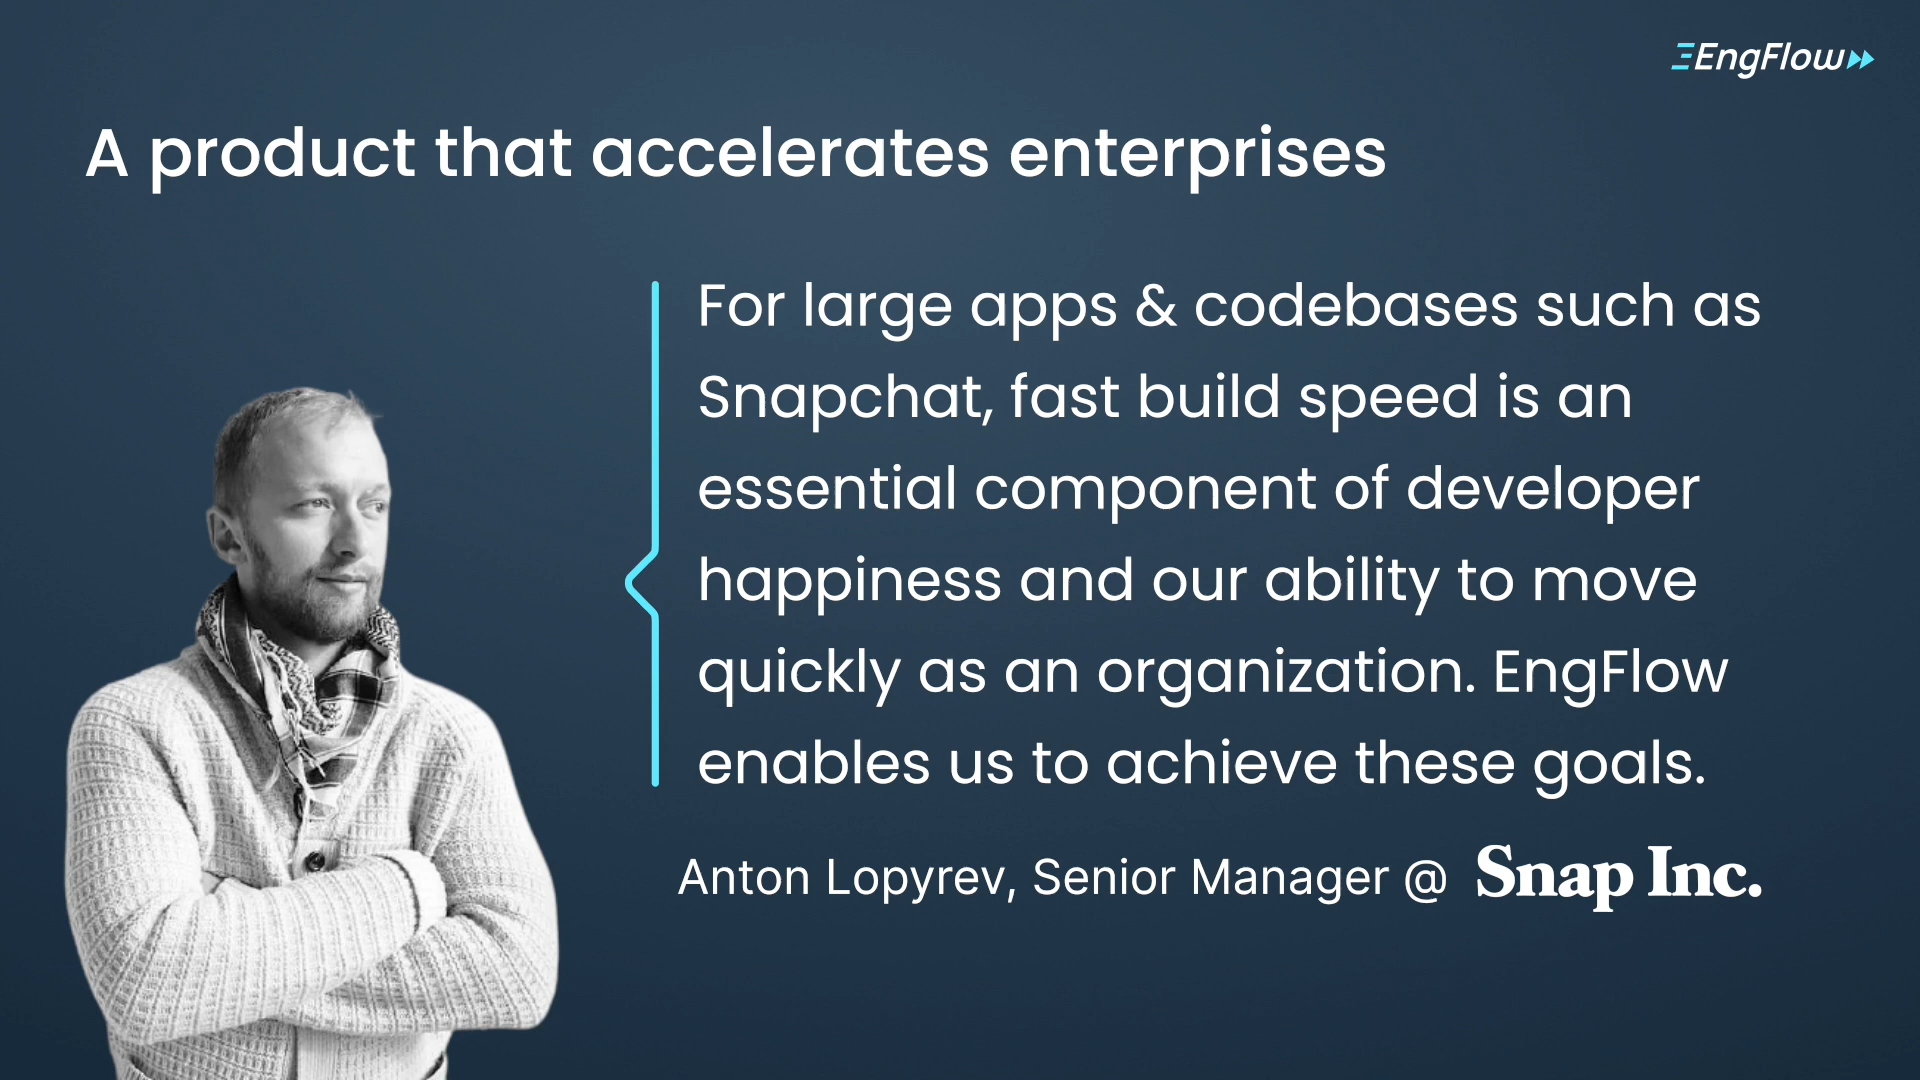 EngFlow
A product that accelerates enterprises
For large apps & codebases such as
Snapchat, fast build speed is an
essential component of developer
happiness and our ability to move
quickly as an organization. EngFlow
enables us to achieve these goals.
Anton Lopyrev, Senior Manager @ Snap Inc.